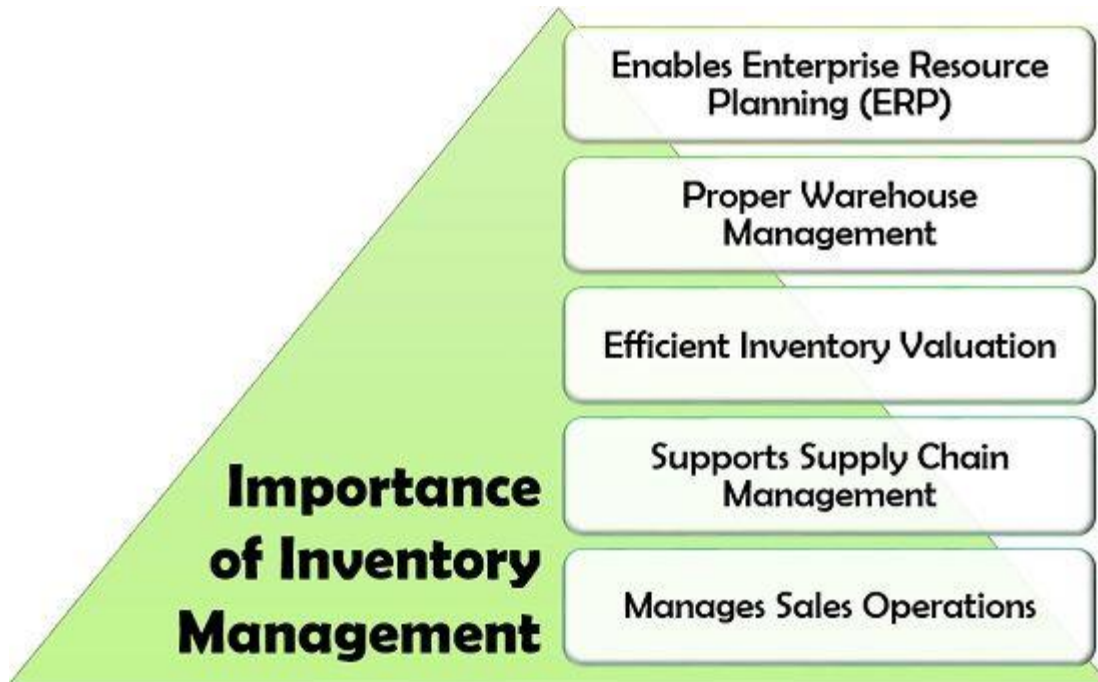 Enables Enterprise Resource
Planning (ERP)
Proper Warehouse
Management
Efficient Inventory Valuation
Supports Supply Chain
Management
Manages Sales Operations
Importance
of Inventory
Management